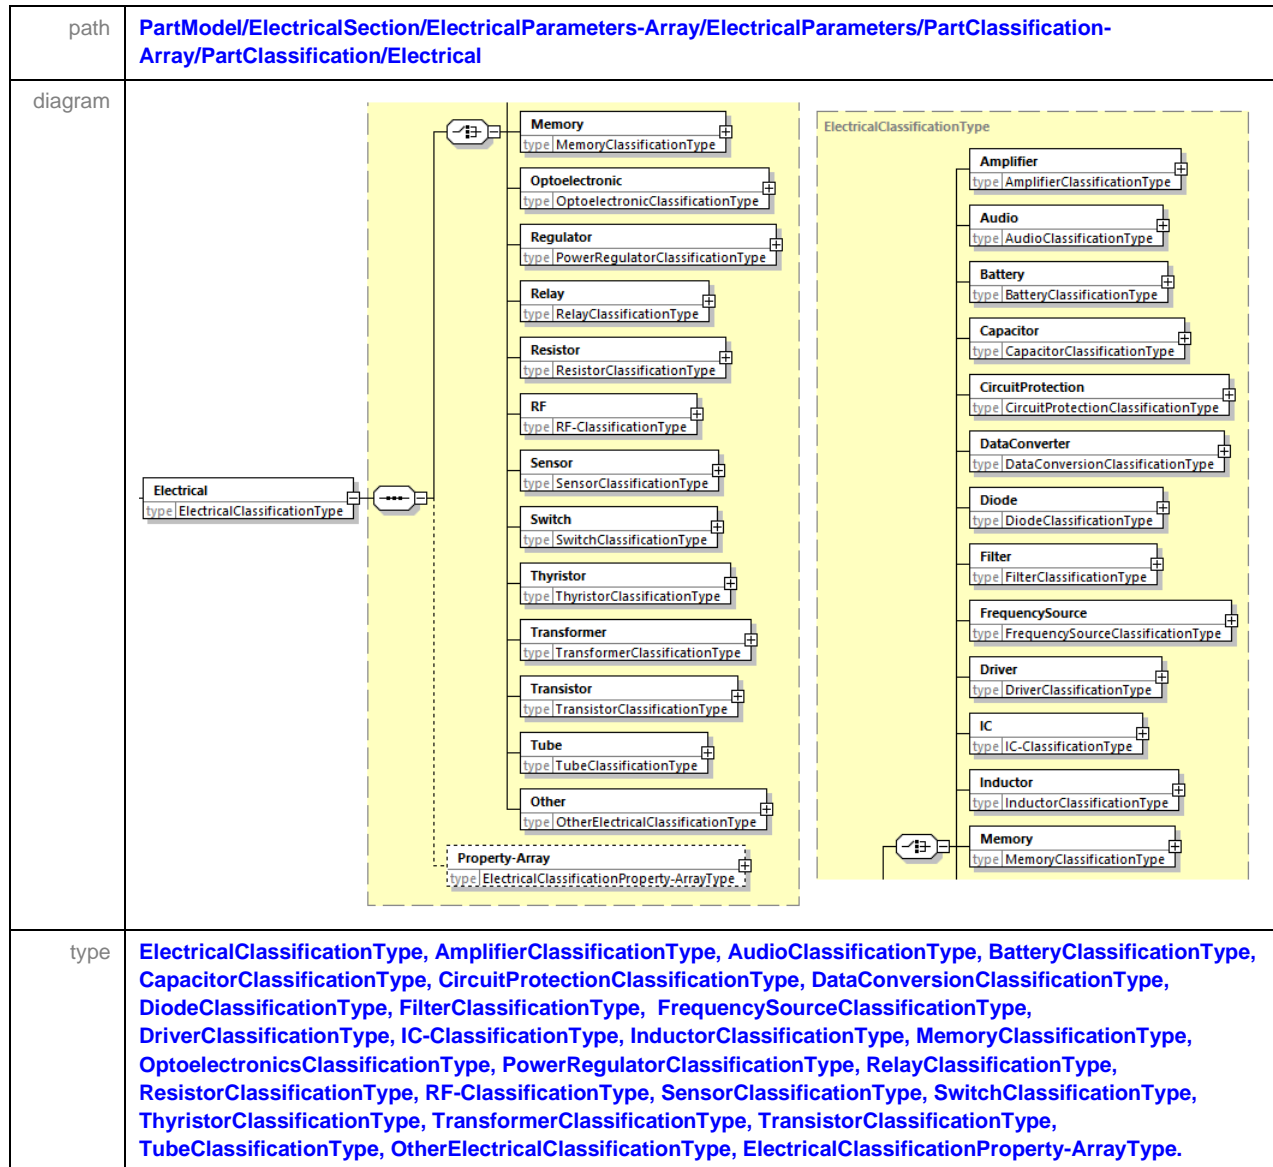 path
PartModel/ElectricalSection/ElectricalParameters-Array/ElectricalParameters/PartClassification-
Array/PartClassification/Electrical
diagram
Electrical
type ElectricalClassificationType
Memory
type MemoryClassificationType
Optoelectronic
type OptoelectronicClassificationType
Regulator
type PowerRegulatorClassificationType
Relay
type RelayClassificationType
Resistor
type ResistorClassificationType
RF
type RF-ClassificationType
Sensor
type SensorClassificationType
Switch
type SwitchClassificationType
Thyristor
type ThyristorClassificationType
Transformer
type TransformerClassificationType
Transistor
type TransistorClassificationType
Tube
type TubeClassificationType
Other
type OtherElectricalClassificationType
Property-Array
type ElectricalClassificationProperty-ArrayType
ElectricalClassificationType
Amplifier
type AmplifierClassificationType
Audio
type AudioClassificationType
Battery
type BatteryClassificationType
Capacitor
type CapacitorClassificationType
CircuitProtection
type CircuitProtectionClassificationType
DataConverter
type DataConversionClassificationType
Diode
type DiodeClassificationType
Filter
type FilterClassificationType
FrequencySource
type FrequencySourceClassificationType
Driver
type DriverClassificationType
IC
type IC-ClassificationType
Inductor
type InductorClassificationType
Memory
type MemoryClassificationType
type
ElectricalClassificationType, AmplifierClassificationType, AudioClassificationType, BatteryClassificationType,
CapacitorClassificationType, CircuitProtectionClassificationType, DataConversionClassificationType,
DiodeClassificationType, FilterClassificationType, FrequencySourceClassificationType,
DriverClassificationType, IC-ClassificationType, InductorClassificationType, MemoryClassificationType,
OptoelectronicsClassificationType, PowerRegulatorClassificationType, RelayClassificationType,
ResistorClassificationType, RF-ClassificationType, SensorClassificationType, SwitchClassificationType,
ThyristorClassificationType, TransformerClassificationType, TransistorClassificationType,
TubeClassificationType, OtherElectricalClassificationType, ElectricalClassificationProperty-ArrayType.